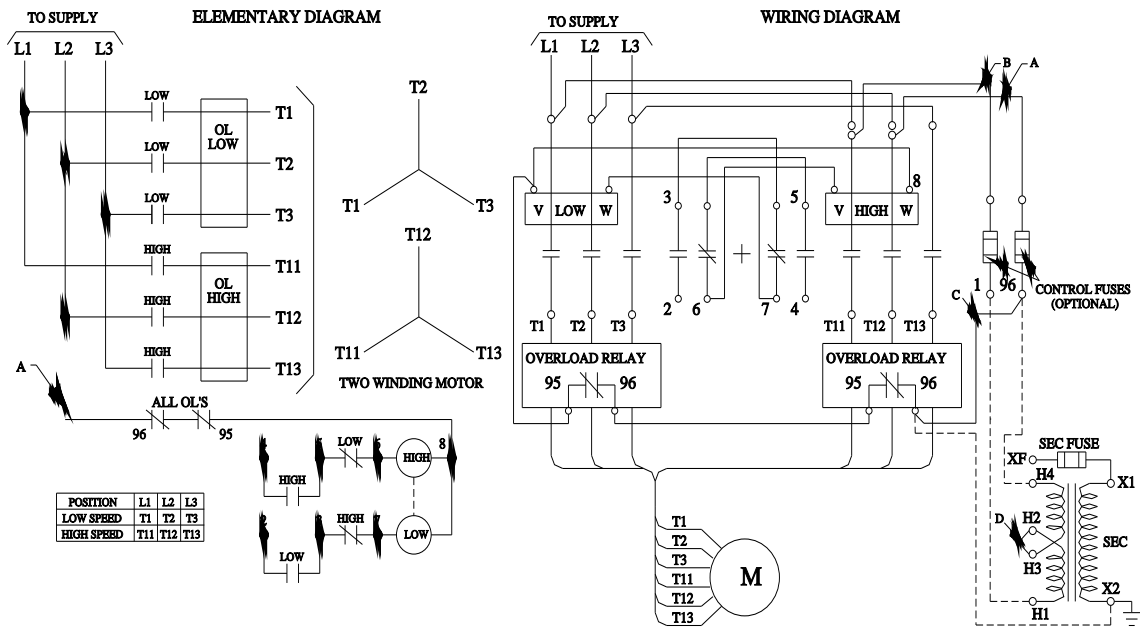 ELEMENTARY DIAGRAM
TO SUPPLY
L1 L2 L3
LOW
T1
OL
LOW
LOW
T2
LOW
T3
HIGH
T11
OL
HIGH
HIGH
T12
HIGH
T13
T2
T1 T3
T12
T11 T13
TWO WINDING MOTOR
A
ALL OL'S
96 95
LOW
HIGH
8
HIGH
HIGH
LOW
LOW
POSITION L1 L2 L3
LOW SPEED T1 T2 T3
HIGH SPEED T11 T12 T13
WIRING DIAGRAM
TO SUPPLY
L1 L2 L3
B A
V LOW W
3 5
V HIGH W
8
2 6 7 4
1 96
CONTROL FUSES
(OPTIONAL)
C
T1 T2 T3
T11 T12 T13
OVERLOAD RELAY
95 96
OVERLOAD RELAY
95 96
SEC FUSE
XF
H4 X1
D
H2
H3
SEC
H1 X2
T1
T2
T3
T11
T12
T13
M